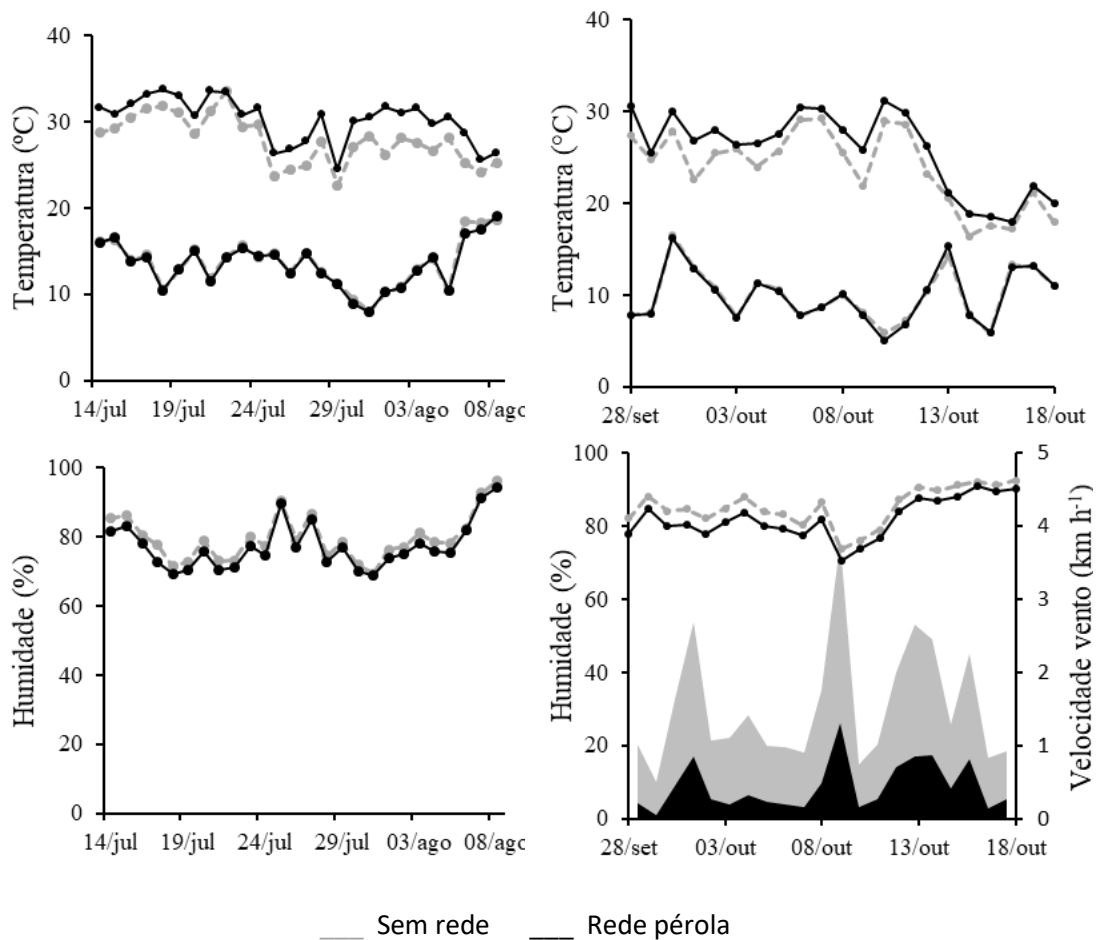 40
30
20
10
0
Temperatura (ºC)
14/jul 19/jul 24/jul 29/jul 03/ago 08/ago
40
30
20
10
0
Temperatura (°C)
28/set 03/out 08/out 13/out 18/out
100
80
60
40
20
0
Humidade (%)
14/jul 19/jul 24/jul 29/jul 03/ago 08/ago
100
80
60
40
20
0
Humidade (%)
5
4
3
2
1
0
Velocidade vento (km h⁻¹)
28/set 03/out 08/out 13/out 18/out
Sem rede Rede pérola